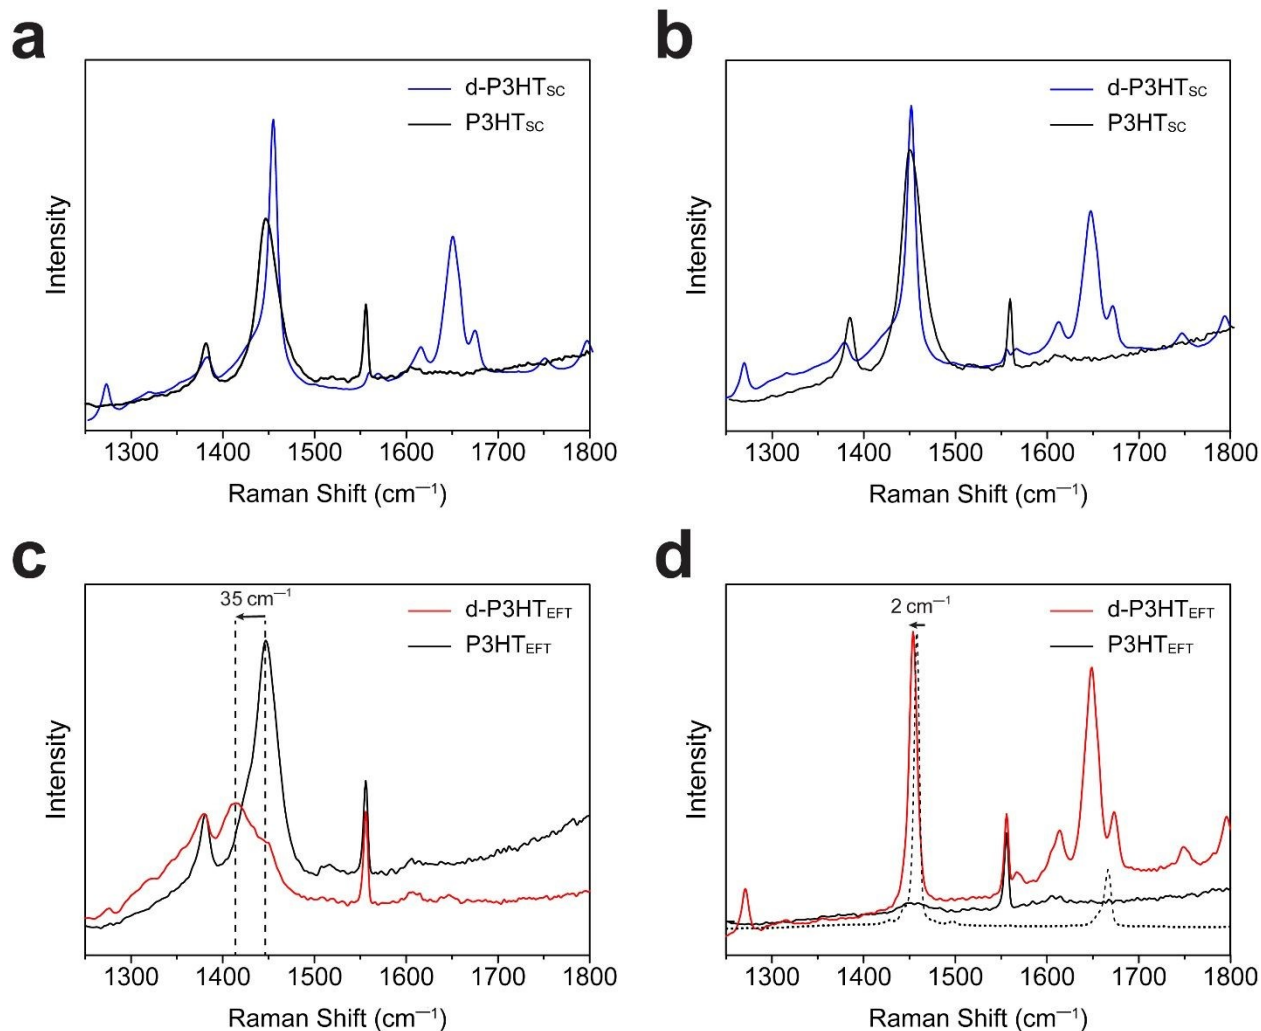 a
d-P3HTSC
P3HTSC
Intensity
1300 1400 1500 1600 1700 1800
Raman Shift (cm—1)
b
d-P3HTSC
P3HTSC
Intensity
1300 1400 1500 1600 1700 1800
Raman Shift (cm—1)
c
35 cm—1
d-P3HTEFT
P3HTEFT
Intensity
1300 1400 1500 1600 1700 1800
Raman Shift (cm—1)
d
2 cm—1
d-P3HTEFT
P3HTEFT
Intensity
1300 1400 1500 1600 1700 1800
Raman Shift (cm—1)